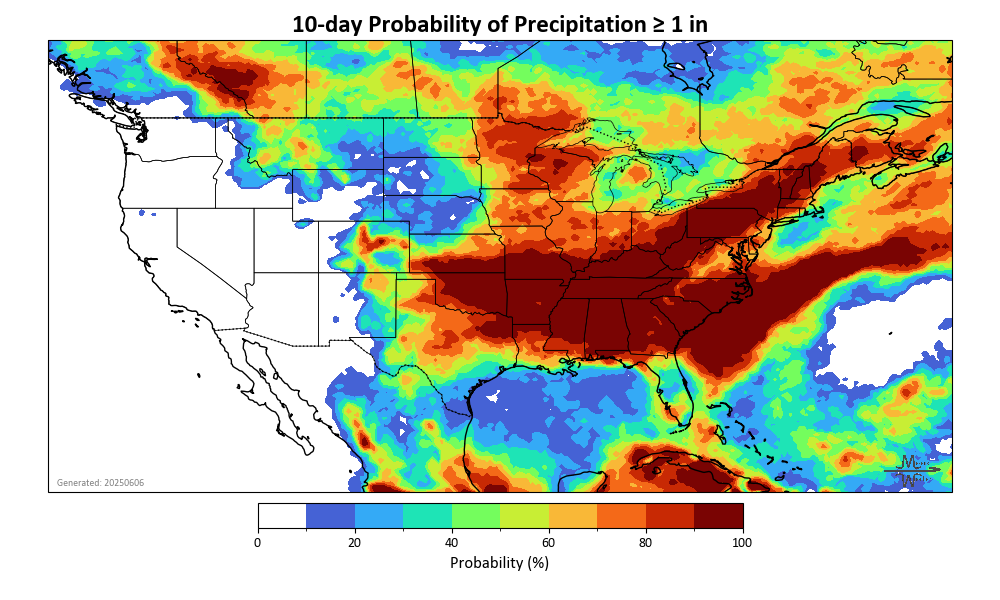 10-day Probability of Precipitation ≥ 1 in
Generated: 20250606
0 20 40 60 80 100
Probability (%)